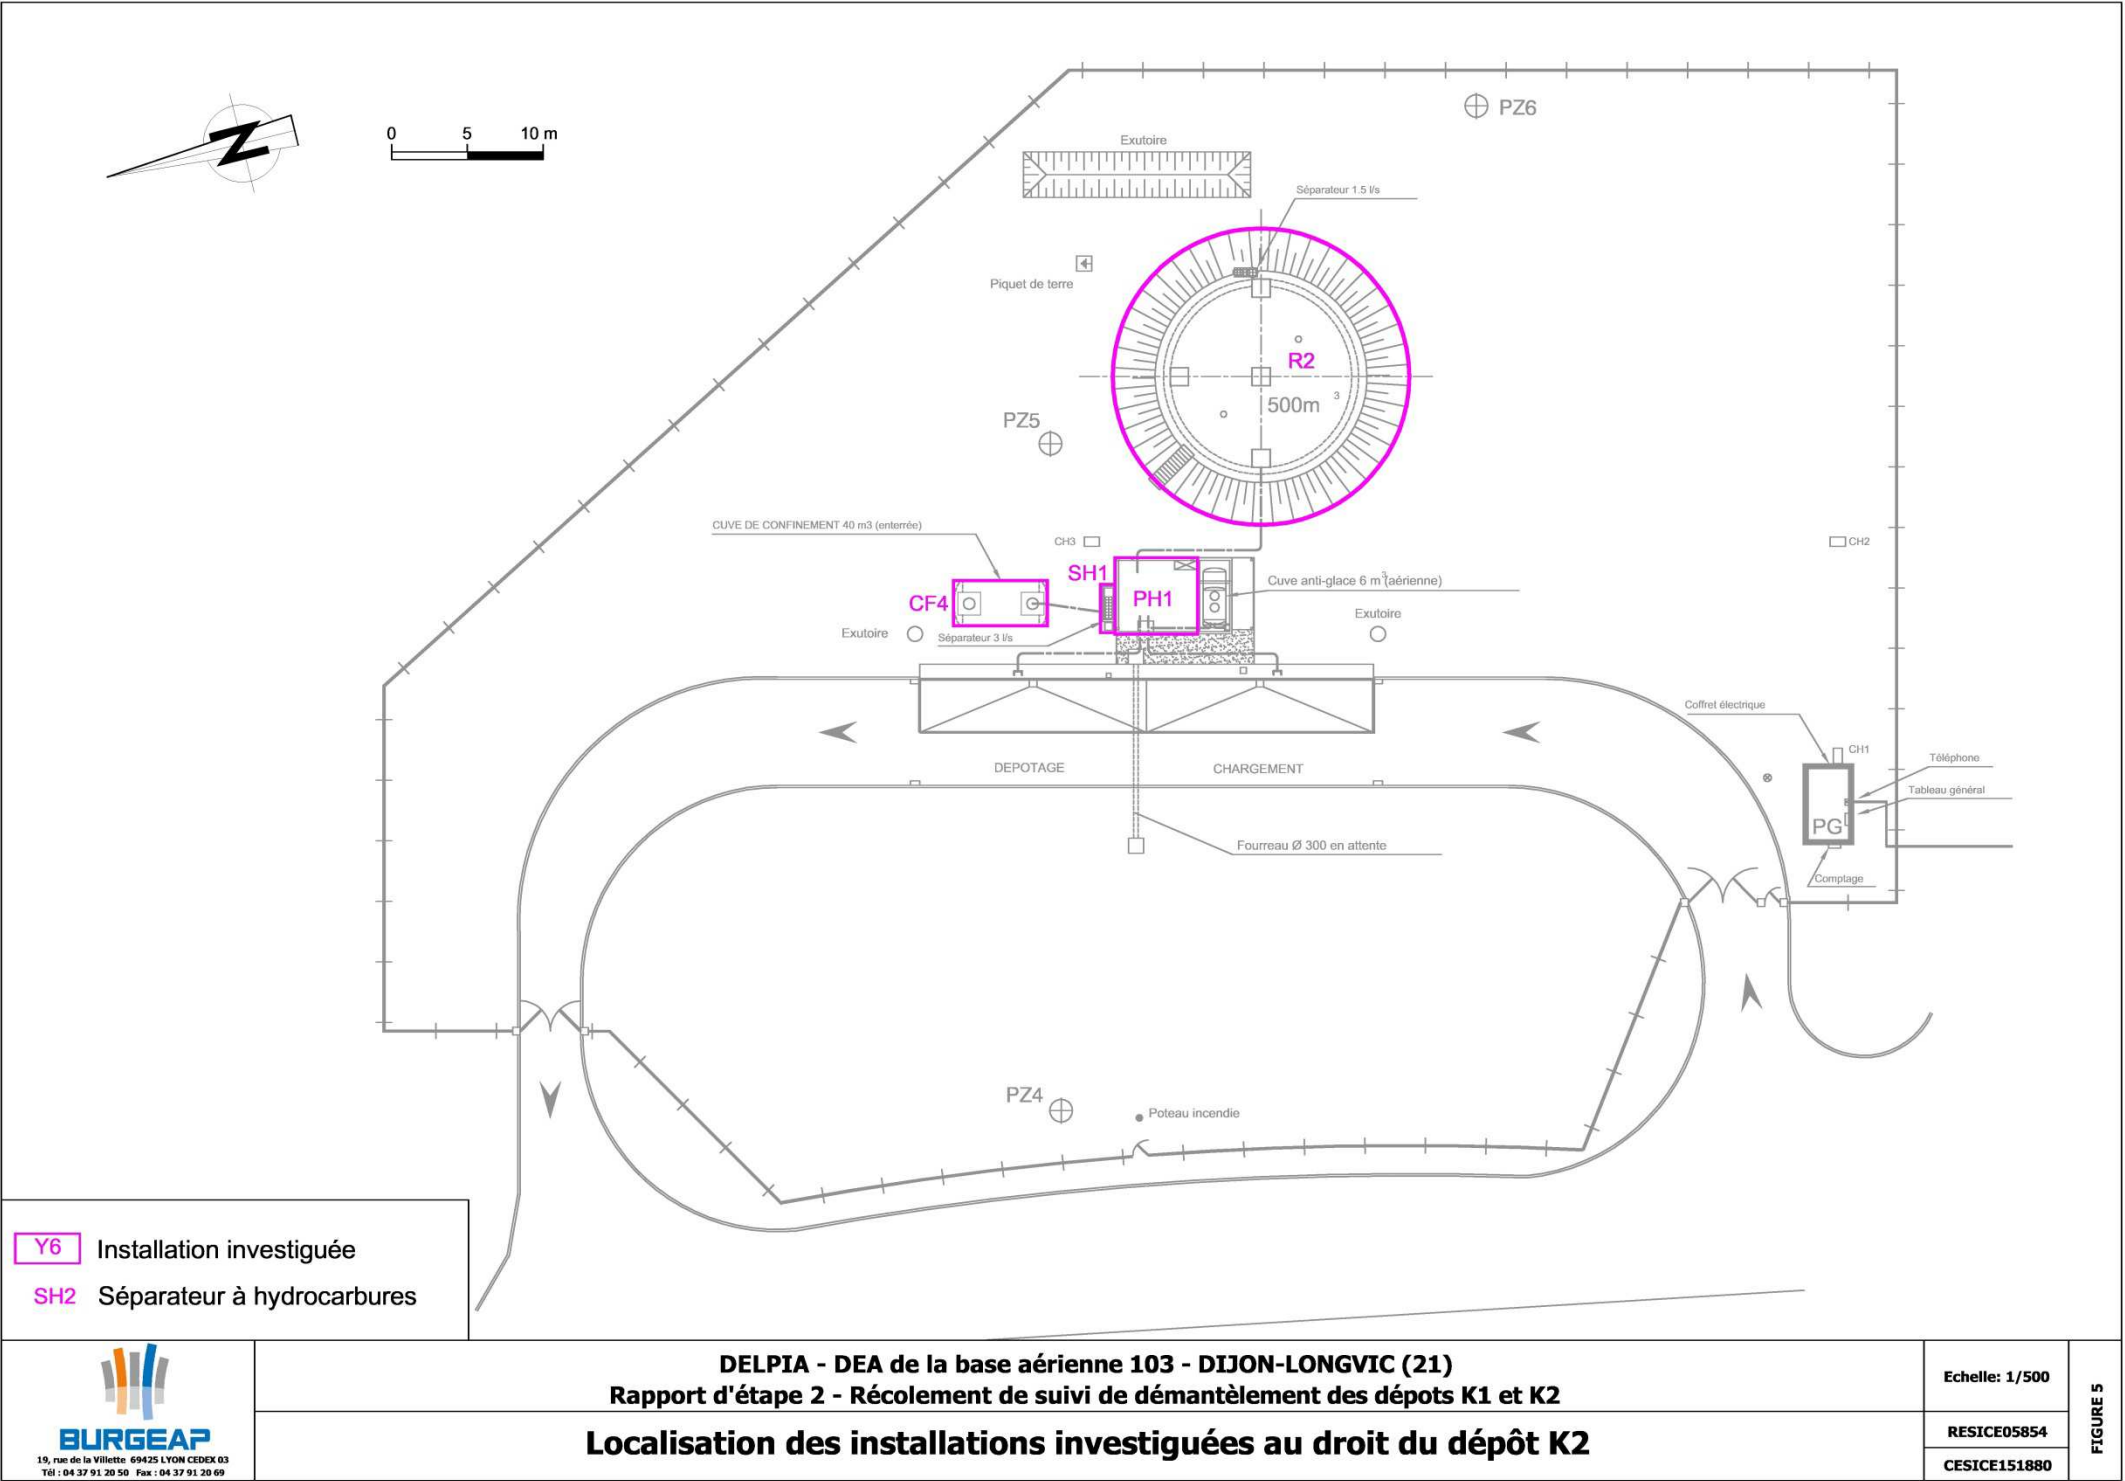 PZ6
0 5 10 m
Exutoire
N
Séparateur 1.5 l/s
Piquet de terre
R2
500m 3
PZ5
CUVE DE CONFINEMENT 40 m3 (enterrée)
CH3
CH2
SH1
Cuve anti-glace 6 m3 (aérienne)
CF4
PH1
Exutoire
Exutoire
Séparateur 3 l/s
Coffret électrique
CH1
Téléphone
DEPOTAGE
CHARGEMENT
Tableau général
PG
Fourreau Ø 300 en attente
Comptage
PZ4
Poteau incendie
Y6 Installation investiguée
SH2 Séparateur à hydrocarbures
BURGEAP
19, rue de la Villette 69425 LYON CEDEX 03
Tél : 04 37 91 20 50 Fax : 04 37 91 20 69
DELPIA - DEA de la base aérienne 103 - DIJON-LONGVIC (21)
Rapport d'étape 2 - Récolement de suivi de démantèlement des dépots K1 et K2
Localisation des installations investiguées au droit du dépôt K2
Echelle: 1/500
RESICE05854
CESICE151880
FIGURE 5